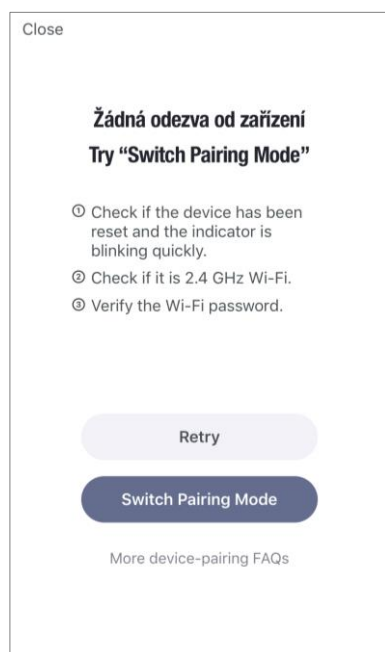 Close
Žádná odezva od zařízení
Try “Switch Pairing Mode”
① Check if the device has been
reset and the indicator is
blinking quickly.
② Check if it is 2.4 GHz Wi-Fi.
③ Verify the Wi-Fi password.
Retry
Switch Pairing Mode
More device-pairing FAQs